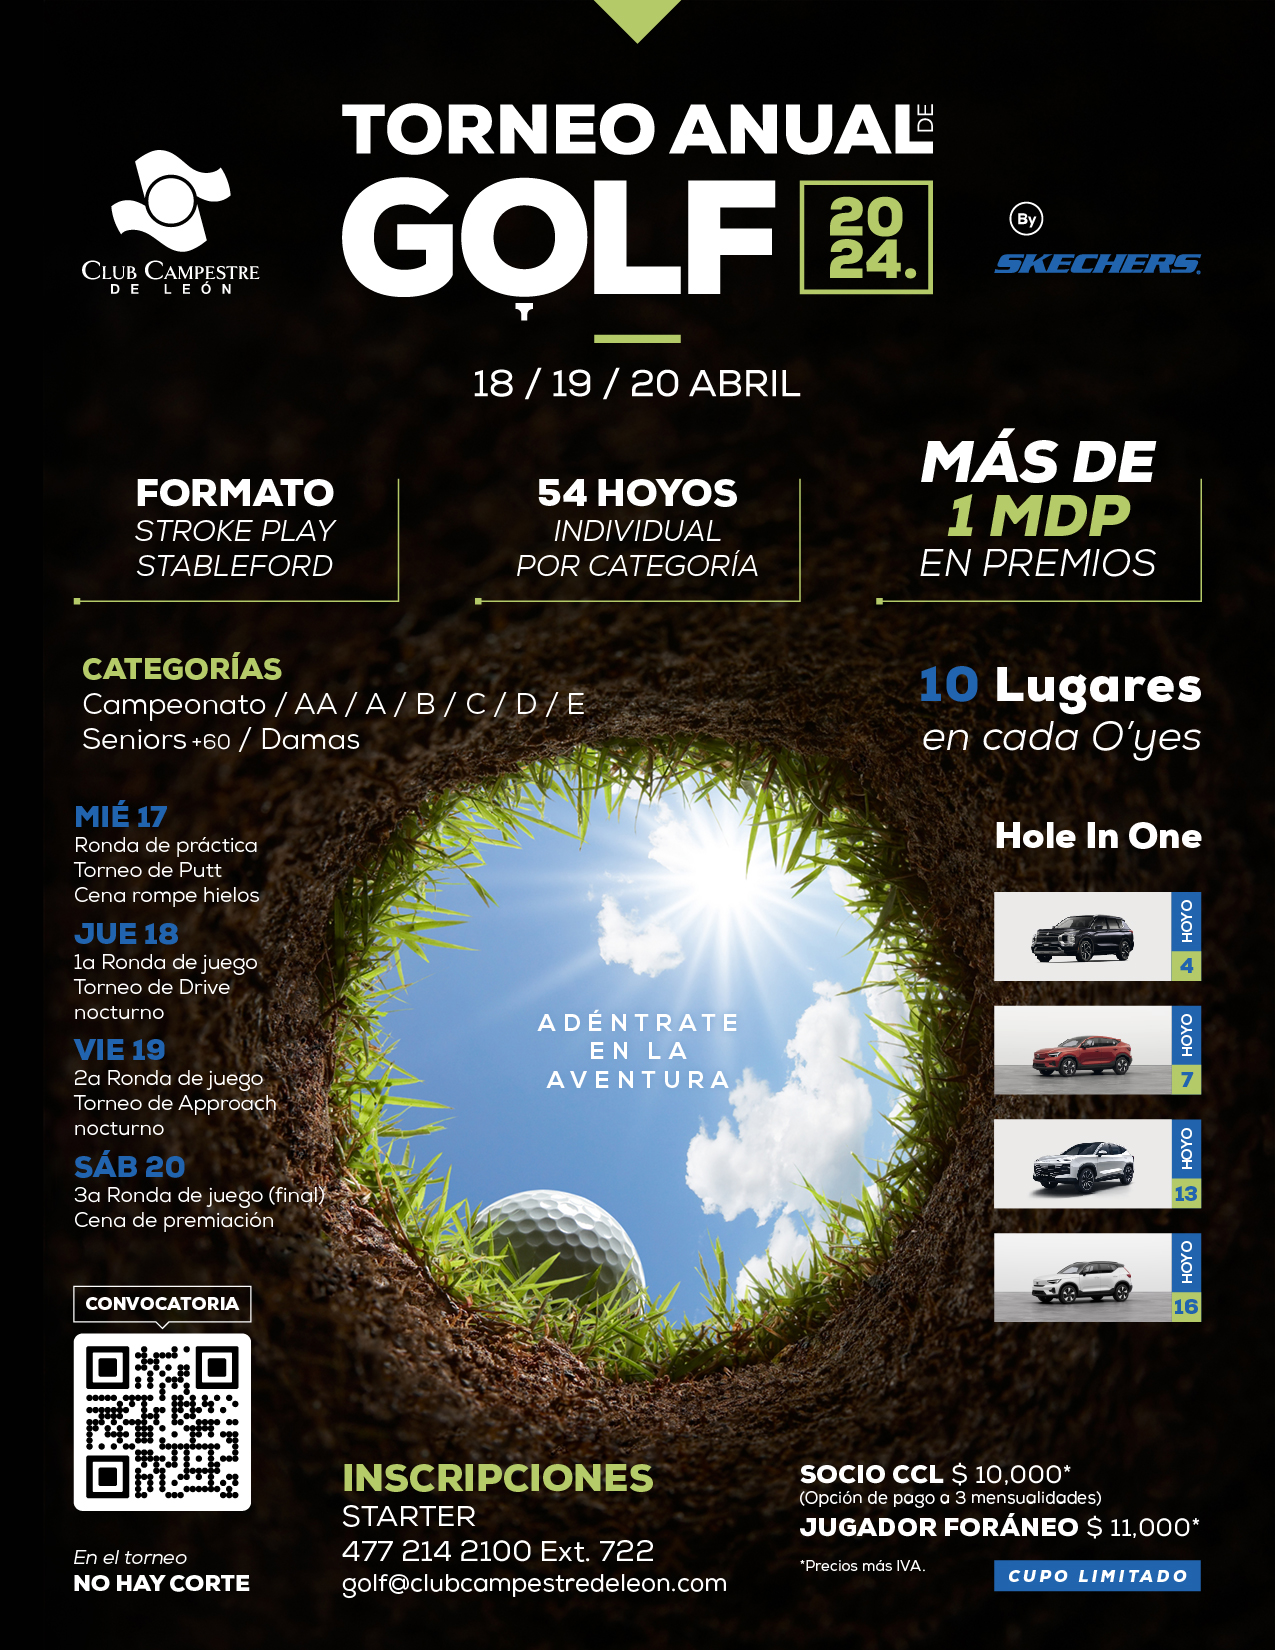 TORNEO ANUAL DE
GOLF
20
24.
CLUB CAMPESTRE
DE LEÓN
By
SKECHERS
18 / 19 / 20 ABRIL
FORMATO
STROKE PLAY
STABLEFORD
54 HOYOS
INDIVIDUAL
POR CATEGORÍA
MÁS DE
1 MDP
EN PREMIOS
CATEGORÍAS
Campeonato / AA / A / B / C / D / E
Seniors +60 / Damas
10 Lugares
en cada O'yes
MIÉ 17
Ronda de práctica
Torneo de Putt
Cena rompe hielos
JUE 18
1a Ronda de juego
Torneo de Drive
nocturno
VIE 19
2a Ronda de juego
Torneo de Approach
nocturno
SÁB 20
3a Ronda de juego (final)
Cena de premiación
ADÉNTRATE
EN LA
AVENTURA
Hole In One
HOYO
4
HOYO
7
HOYO
13
HOYO
16
CONVOCATORIA
En el torneo
NO HAY CORTE
INSCRIPCIONES
STARTER
477 214 2100 Ext. 722
golf@clubcampestredeleon.com
SOCIO CCL $ 10,000*
(Opción de pago a 3 mensualidades)
JUGADOR FORÁNEO $ 11,000*
*Precios más IVA.
CUPO LIMITADO